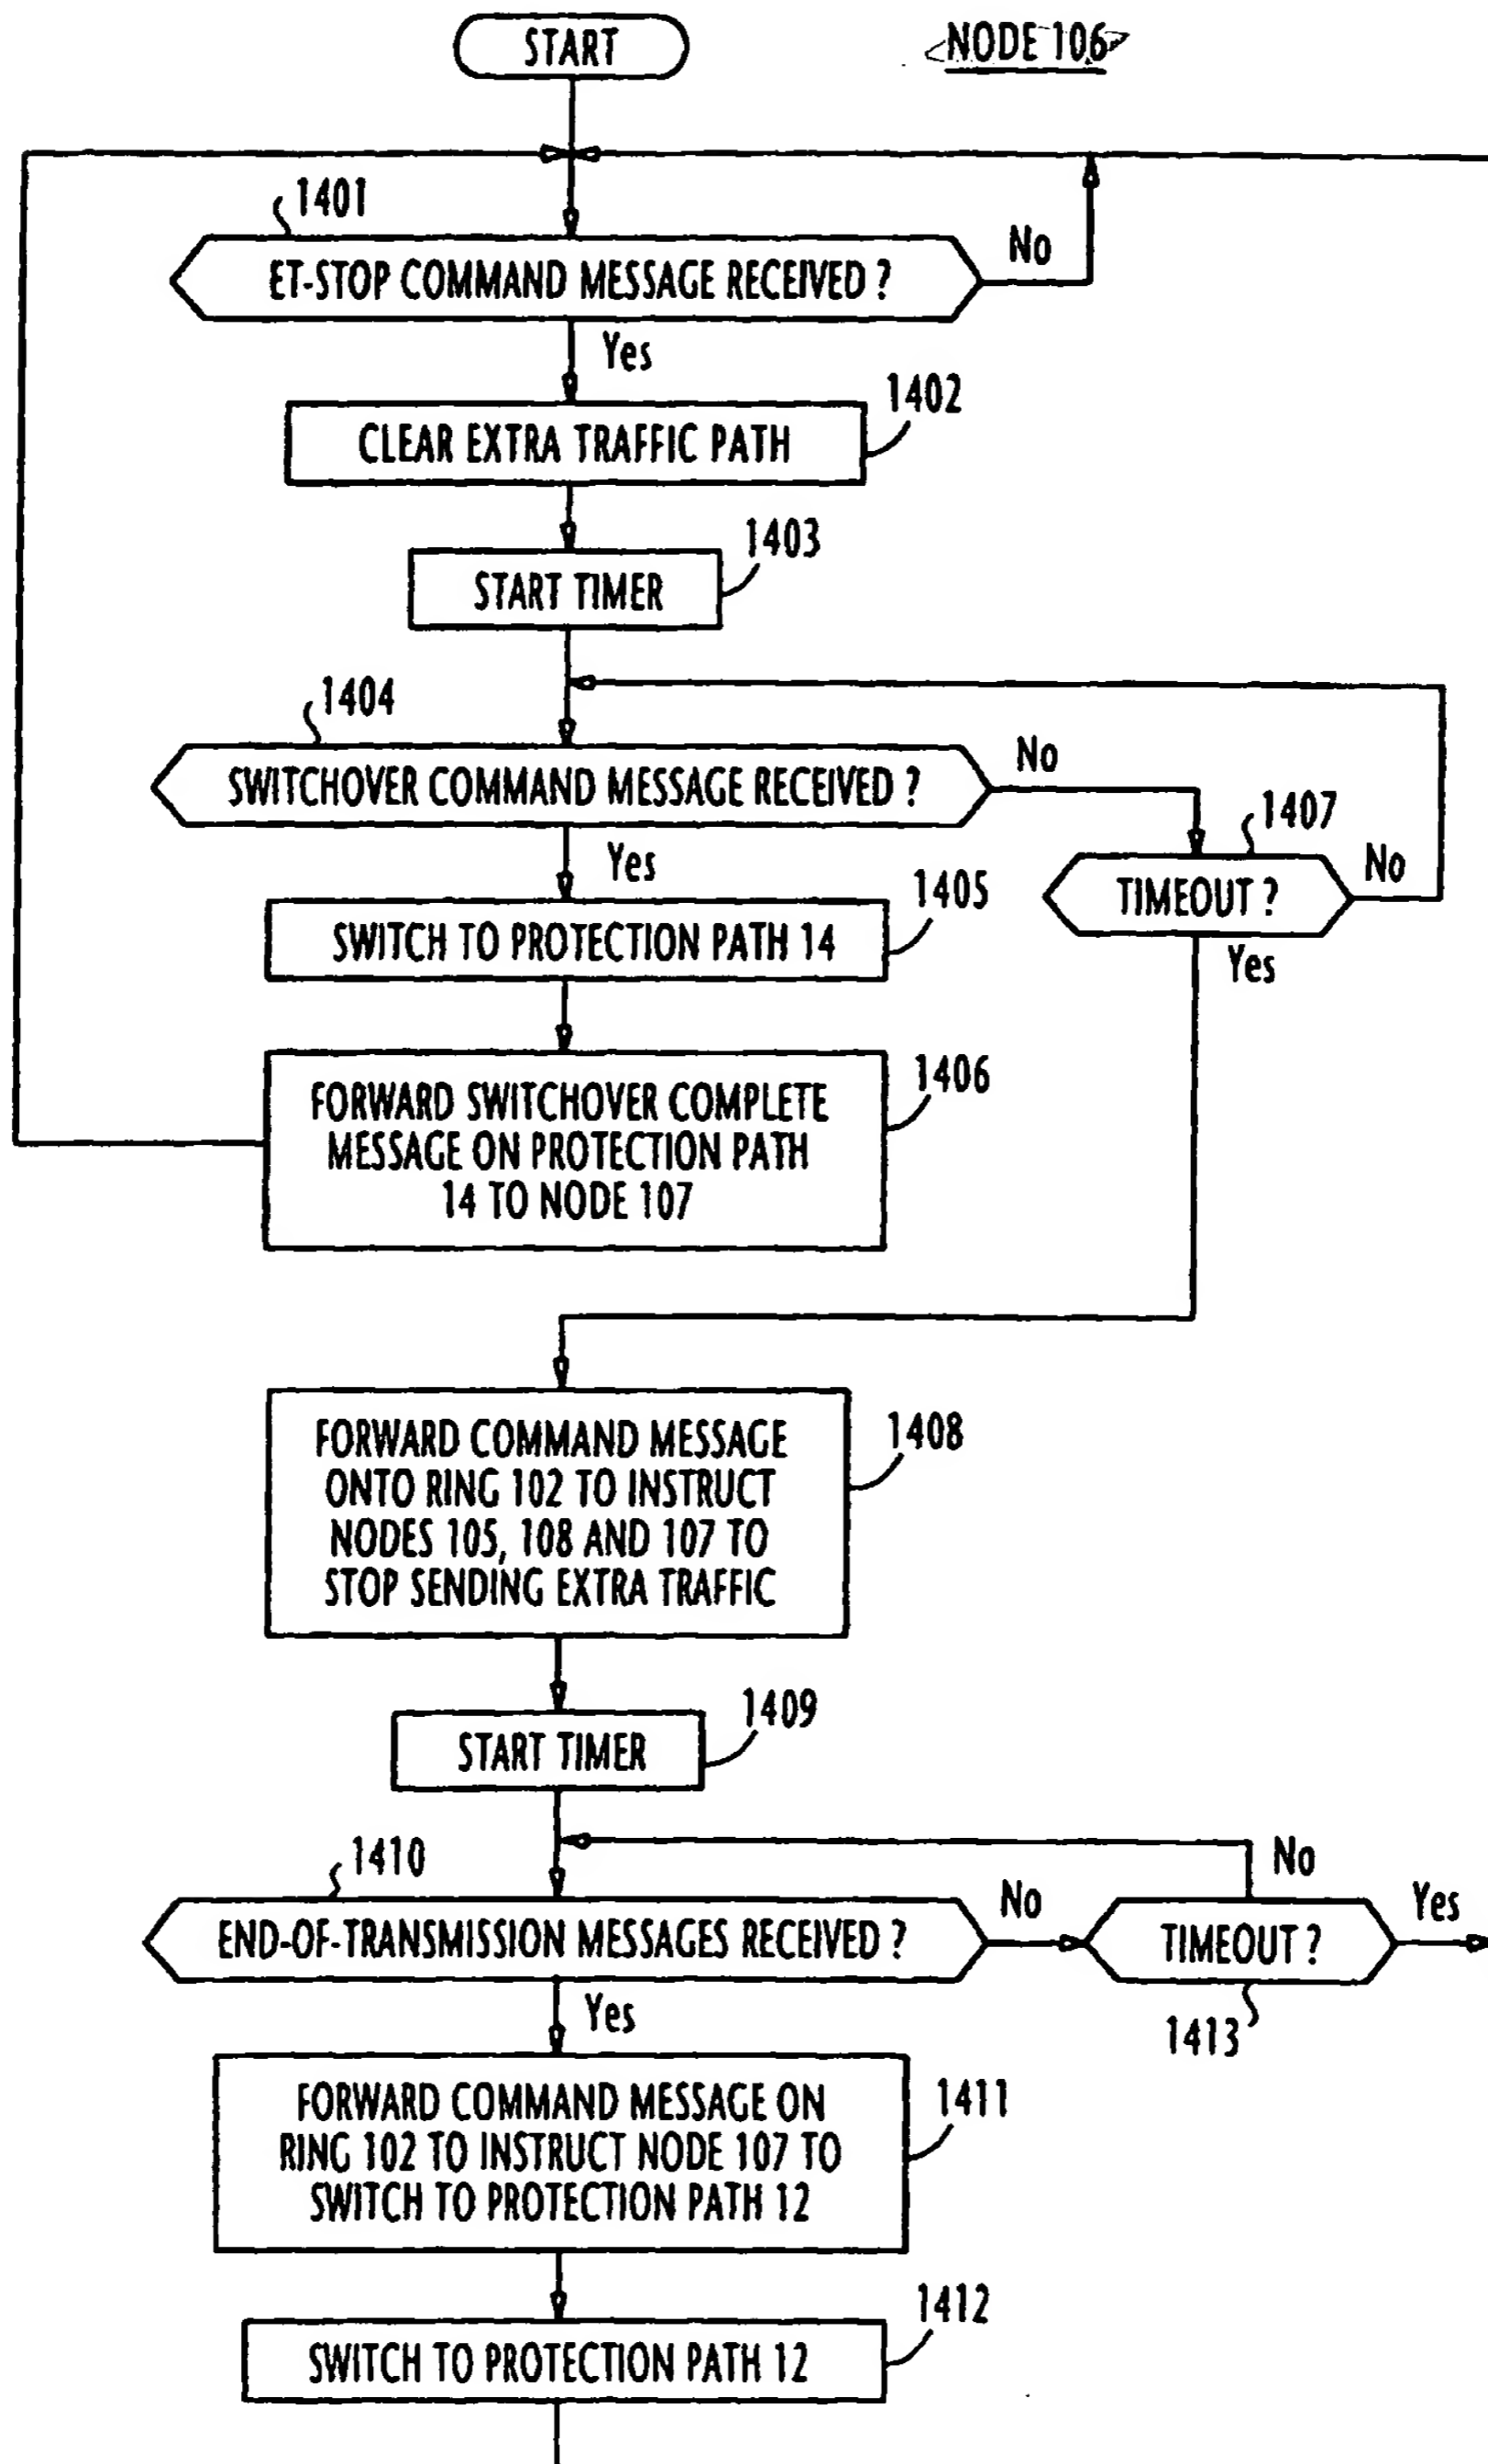 START
NODE 106
1401
ET-STOP COMMAND MESSAGE RECEIVED ?
No
Yes
1402
CLEAR EXTRA TRAFFIC PATH
1403
START TIMER
1404
SWITCHOVER COMMAND MESSAGE RECEIVED ?
No
1407
TIMEOUT ?
No
Yes
Yes
1405
SWITCH TO PROTECTION PATH 14
1406
FORWARD SWITCHOVER COMPLETE
MESSAGE ON PROTECTION PATH
14 TO NODE 107
1408
FORWARD COMMAND MESSAGE
ONTO RING 102 TO INSTRUCT
NODES 105, 108 AND 107 TO
STOP SENDING EXTRA TRAFFIC
1409
START TIMER
1410
END-OF-TRANSMISSION MESSAGES RECEIVED ?
No
TIMEOUT ?
No
Yes
1413
Yes
1411
FORWARD COMMAND MESSAGE ON
RING 102 TO INSTRUCT NODE 107 TO
SWITCH TO PROTECTION PATH 12
1412
SWITCH TO PROTECTION PATH 12